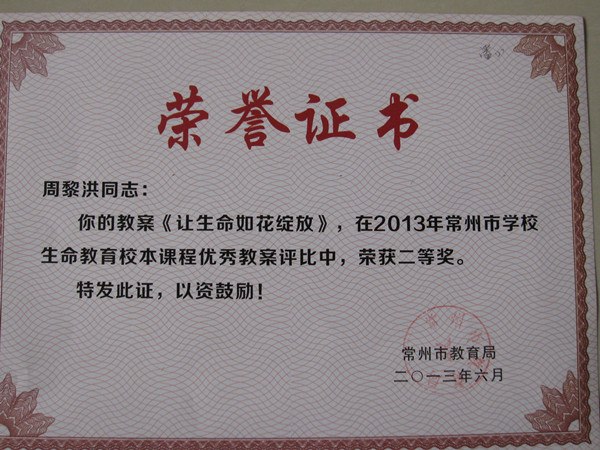 荣誉证书
周黎洪同志：
你的教案《让生命如花绽放》，在2013年常州市学校
生命教育校本课程优秀教案评比中，荣获二等奖。
特发此证，以资鼓励！
常州市教育局
二〇一三年六月